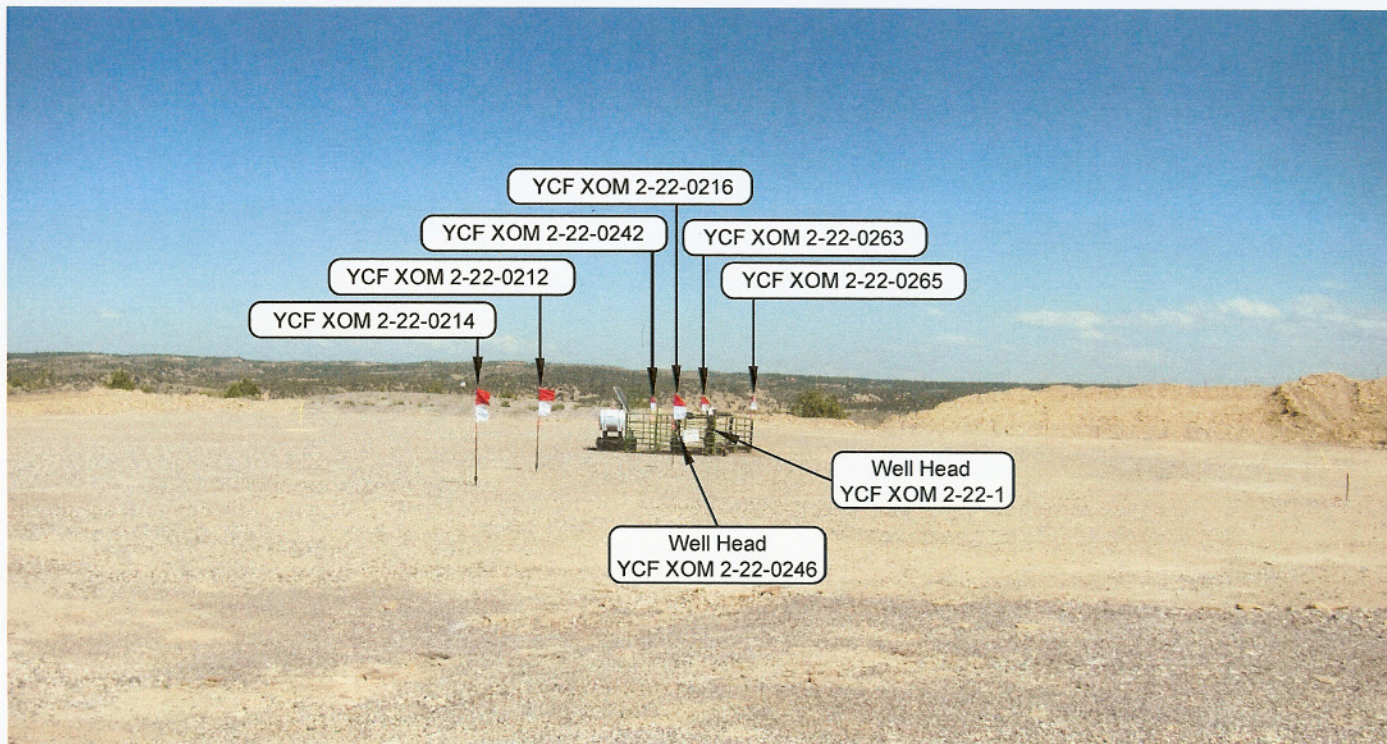 YCF XOM 2-22-0216
YCF XOM 2-22-0242
YCF XOM 2-22-0263
YCF XOM 2-22-0212
YCF XOM 2-22-0265
YCF XOM 2-22-0214
Well Head
YCF XOM 2-22-1
Well Head
YCF XOM 2-22-0246